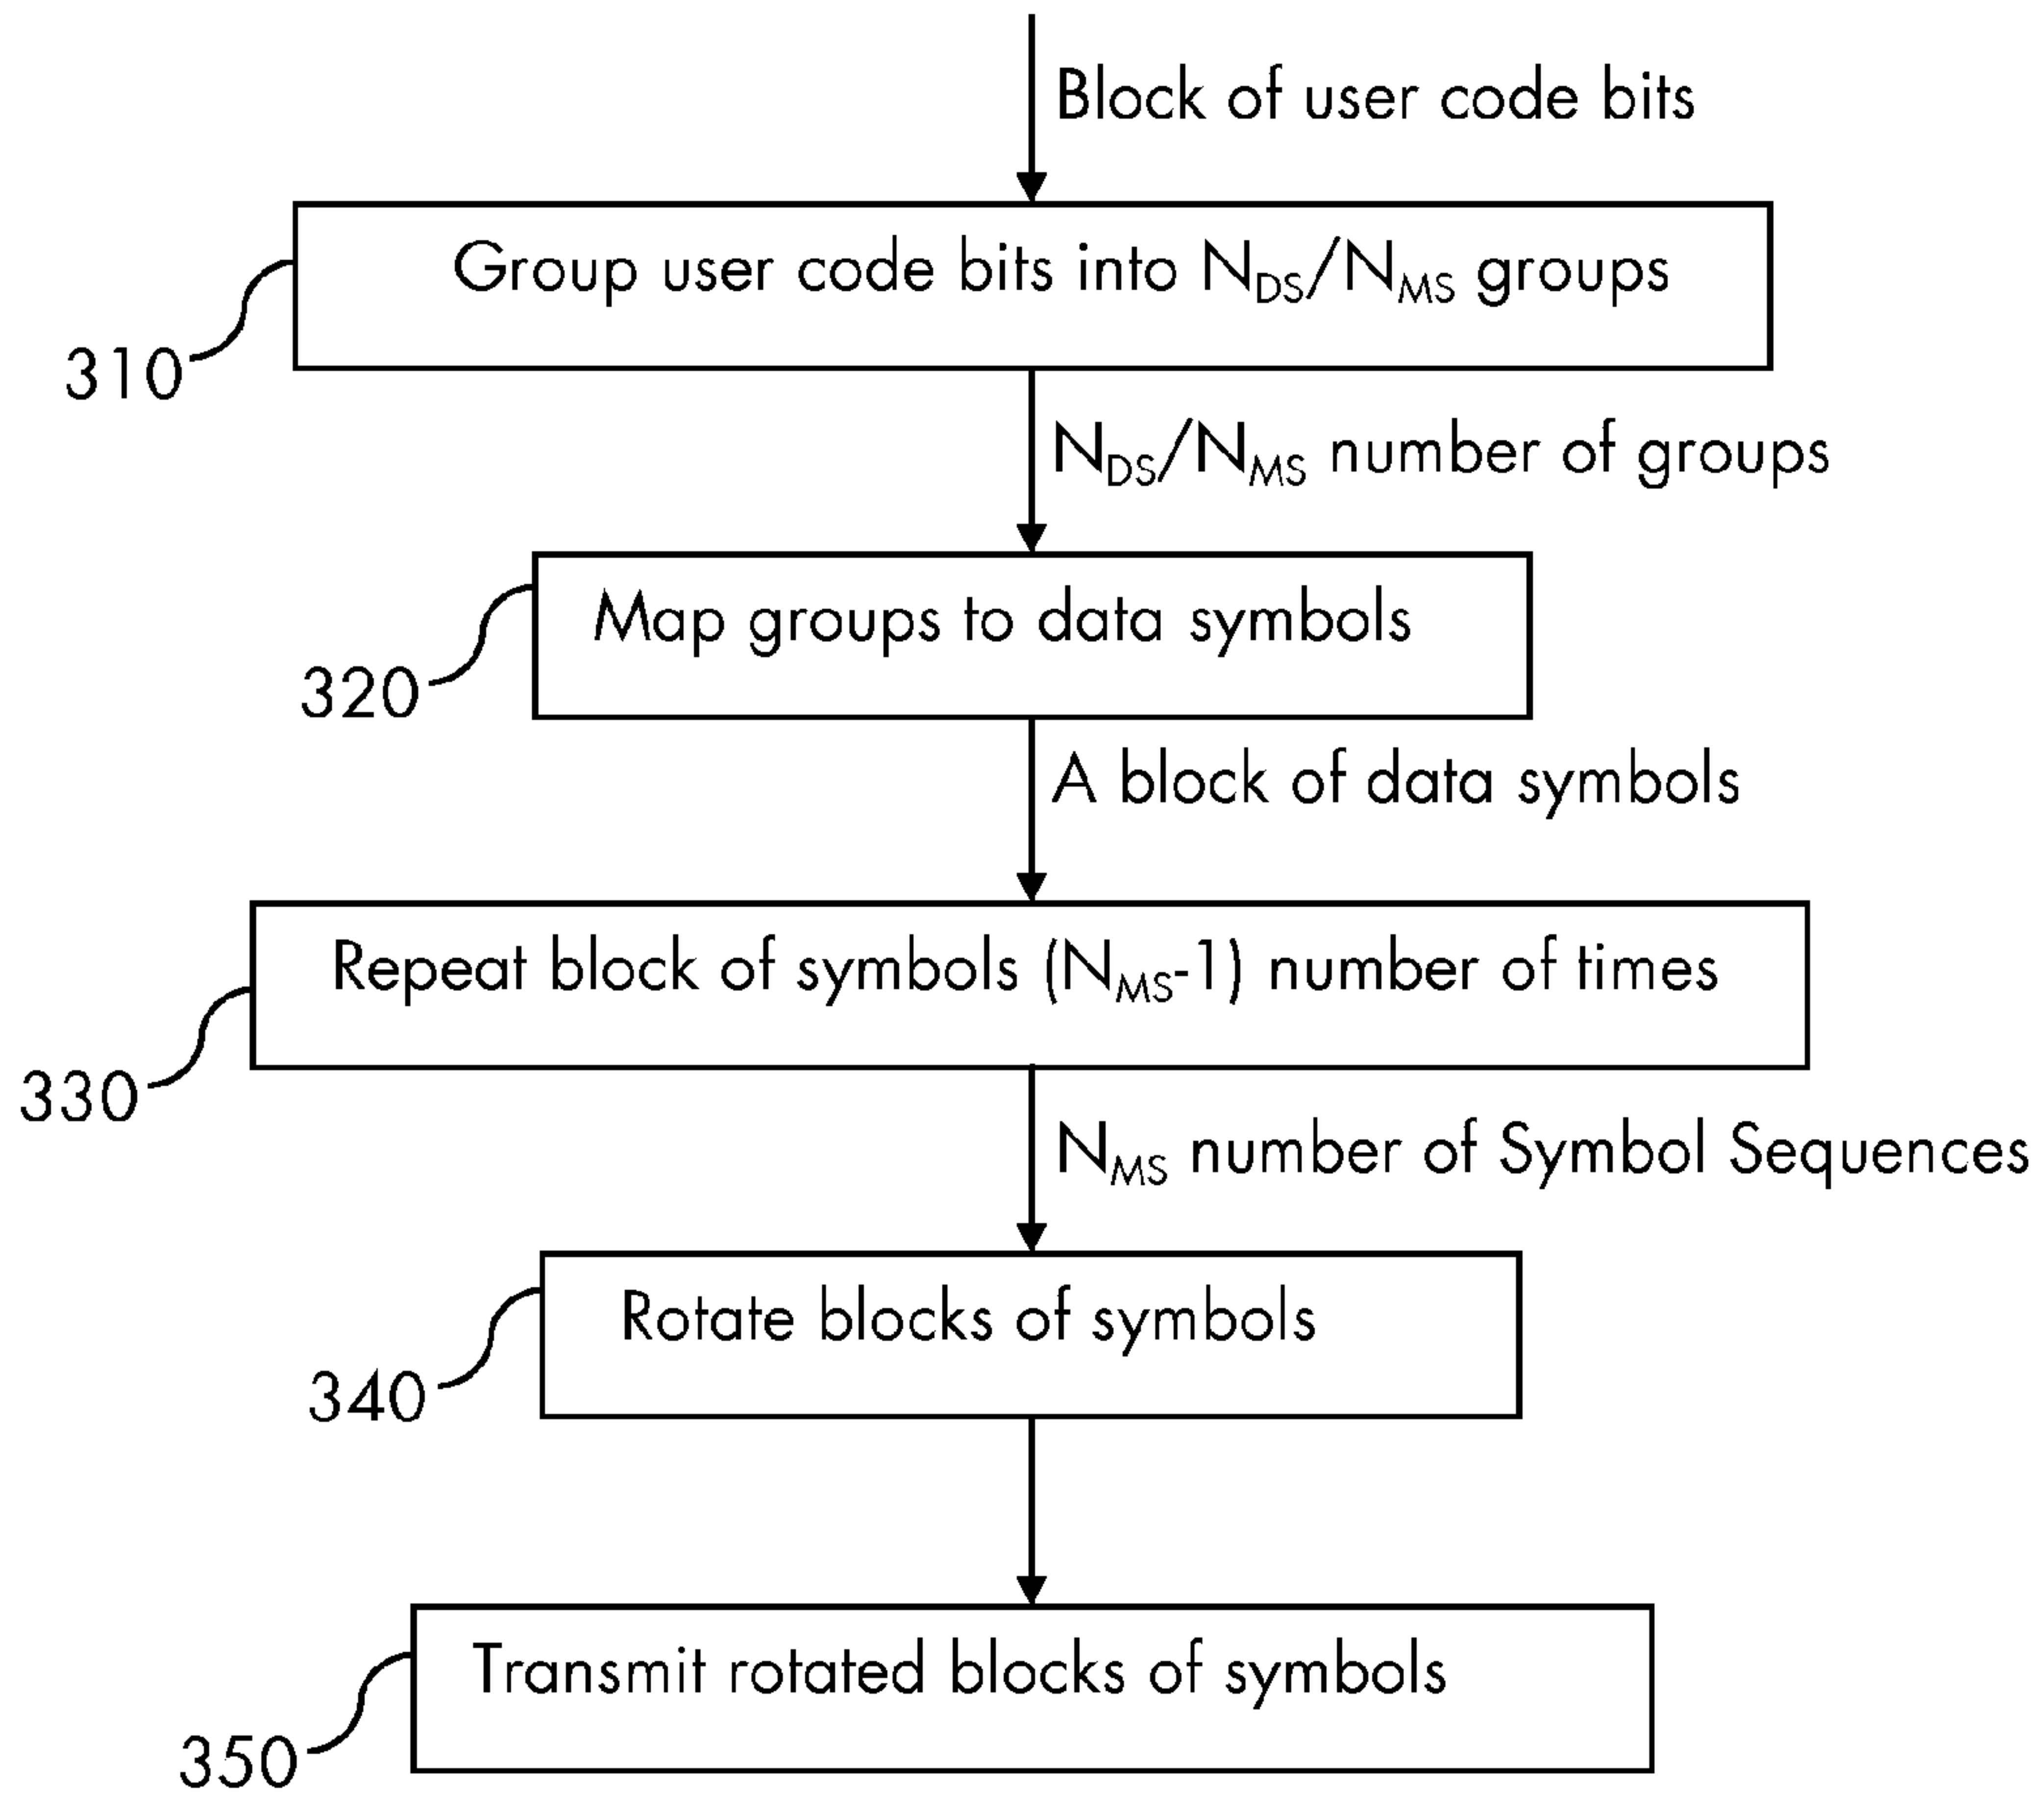 Block of user code bits
Group user code bits into N_DS/N_MS groups
310
N_DS/N_MS number of groups
Map groups to data symbols
320
A block of data symbols
Repeat block of symbols (N_MS-1) number of times
330
N_MS number of Symbol Sequences
Rotate blocks of symbols
340
Transmit rotated blocks of symbols
350